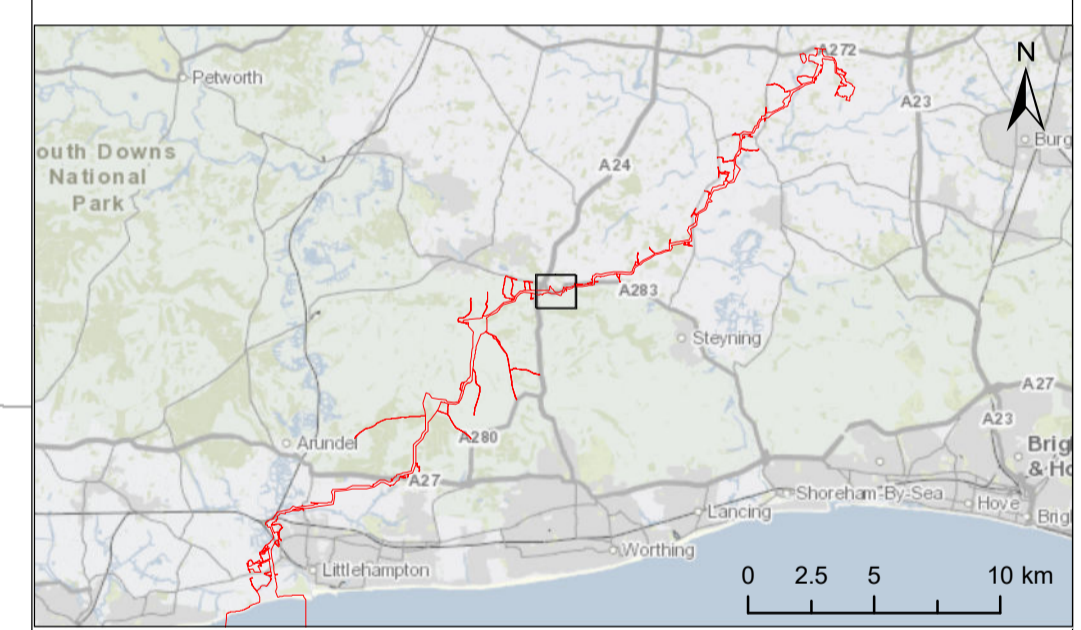 A272
N
Petworth
A23
Burg
outh Downs
National
Park
A24
A283
Steyning
A27
A23
Arundel
A280
Brig
& Ho
A27
Shoreham-By-Sea
Hove
Lancing
Brigl
Worthing
Littlehampton
0 2.5 5 10 km